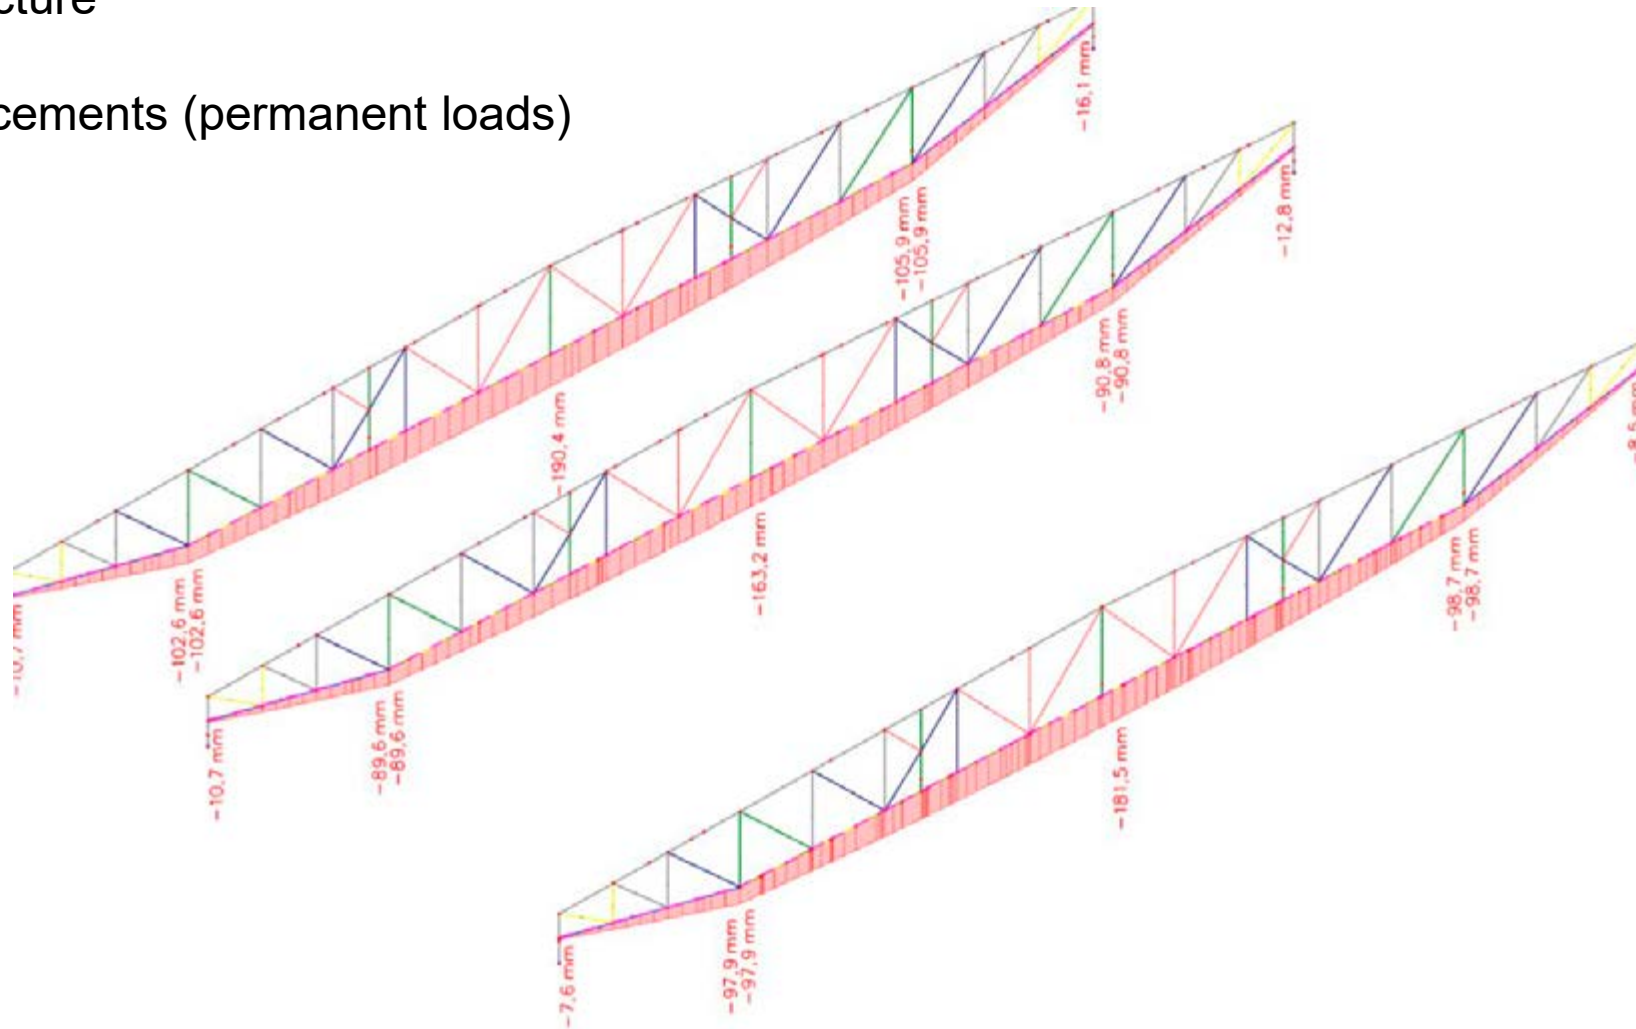 cture
cements (permanent loads)
-16,1 mm
-12,8 mm
-105,9 mm
-105,9 mm
-90,8 mm
-90,8 mm
-190,4 mm
-163,2 mm
-98,7 mm
-98,7 mm
-10,7 mm
-102,6 mm
-102,6 mm
-89,6 mm
-89,6 mm
-10,7 mm
-181,5 mm
-97,9 mm
-97,9 mm
-7,6 mm